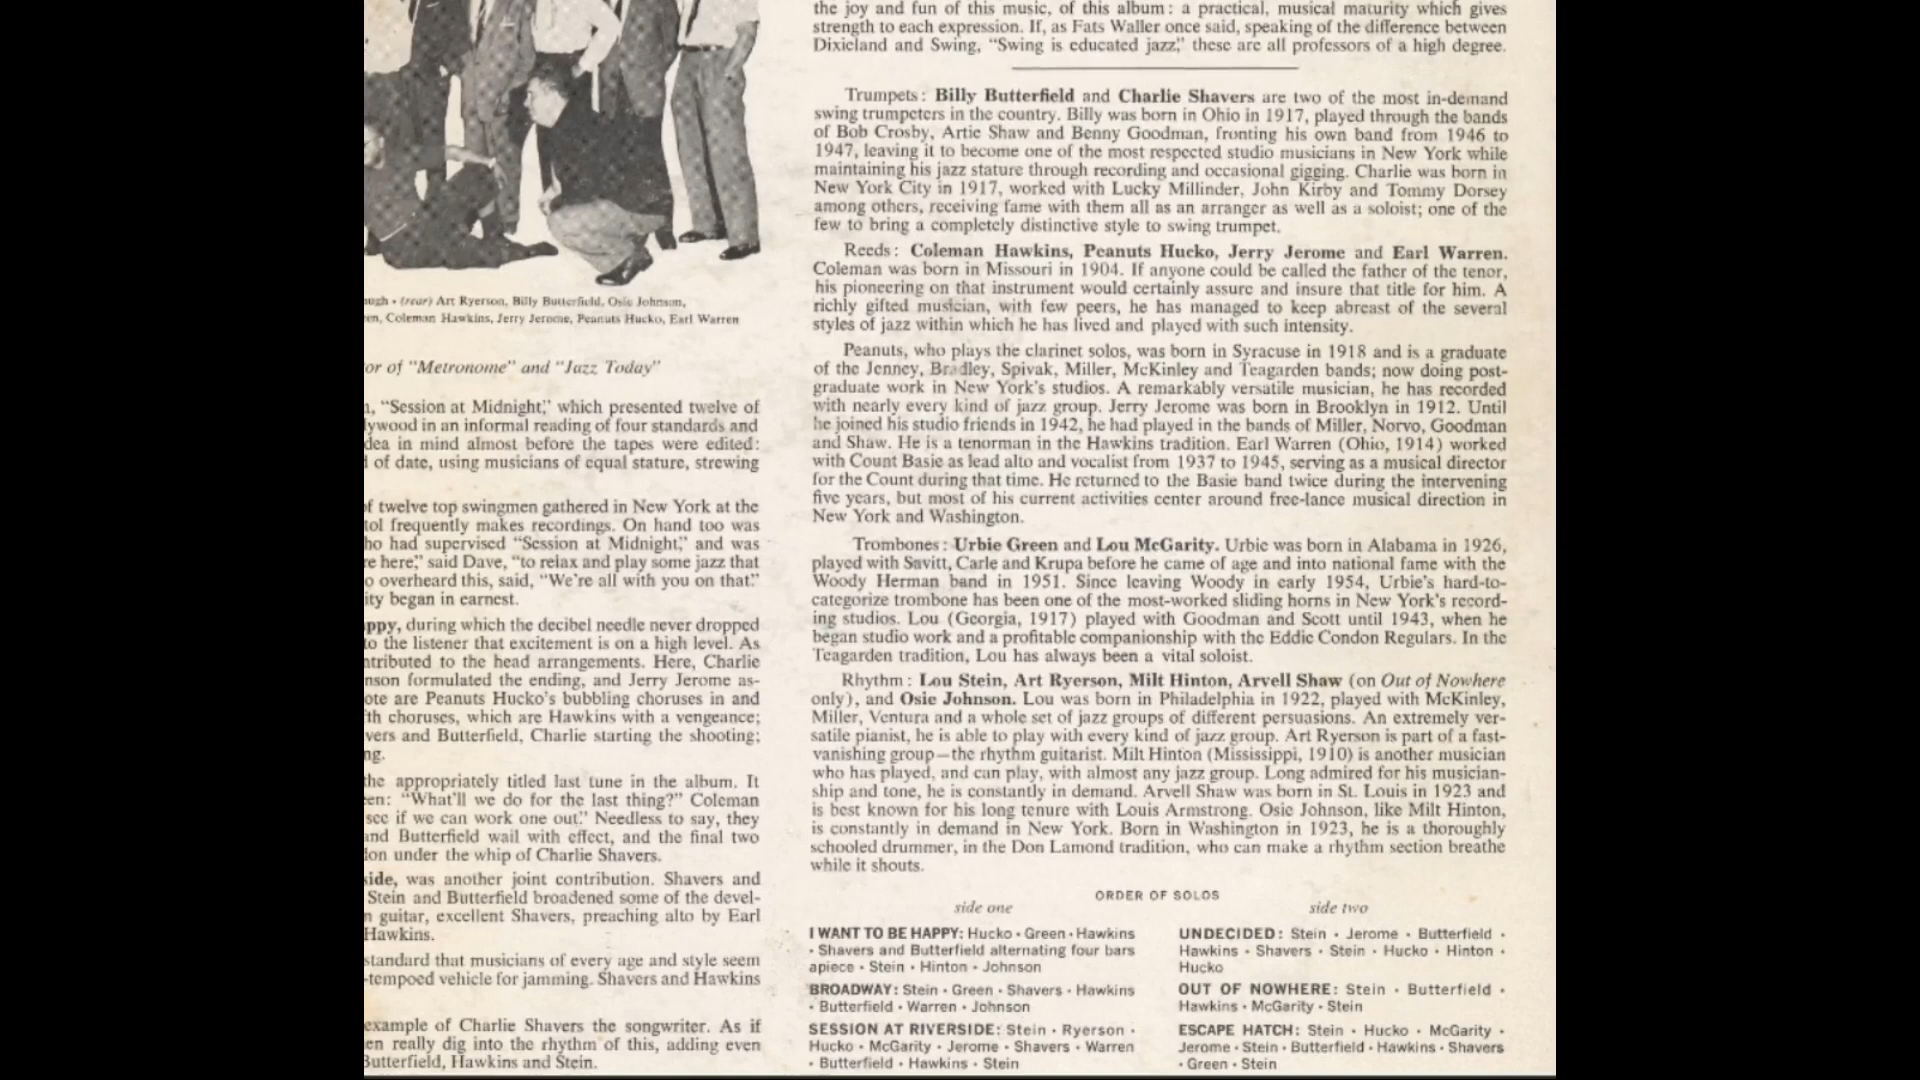 ugh • (rear) Art Ryerson, Billy Butterfield, Osie Johnson,
en, Coleman Hawkins, Jerry Jerome, Peanuts Hucko, Earl Warren
or of "Metronome" and "Jazz Today"
, "Session at Midnight," which presented twelve of
lywood in an informal reading of four standards and
dea in mind almost before the tapes were edited:
of date, using musicians of equal stature, strewing
of twelve top swingmen gathered in New York at the
tol frequently makes recordings. On hand too was
ho had supervised "Session at Midnight," and was
re here," said Dave, "to relax and play some jazz that
o overheard this, said, "We're all with you on that."
ity began in earnest.
ppy, during which the decibel needle never dropped
to the listener that excitement is on a high level. As
ntributed to the head arrangements. Here, Charlie
nson formulated the ending, and Jerry Jerome as-
ote are Peanuts Hucko's bubbling choruses in and
th choruses, which are Hawkins with a vengeance;
vers and Butterfield, Charlie starting the shooting;
ng.
he appropriately titled last tune in the album. It
en: "What'll we do for the last thing?" Coleman
see if we can work one out." Needless to say, they
and Butterfield wail with effect, and the final two
on under the whip of Charlie Shavers.
side, was another joint contribution. Shavers and
Stein and Butterfield broadened some of the devel-
n guitar, excellent Shavers, preaching alto by Earl
Hawkins.
standard that musicians of every age and style seem
-tempoed vehicle for jamming. Shavers and Hawkins
example of Charlie Shavers the songwriter. As if
en really dig into the rhythm of this, adding even
Butterfield, Hawkins and Stein.
the joy and fun of this music, of this album: a practical, musical maturity which gives
strength to each expression. If, as Fats Waller once said, speaking of the difference between
Dixieland and Swing, "Swing is educated jazz," these are all professors of a high degree.
Trumpets: Billy Butterfield and Charlie Shavers are two of the most in-demand
swing trumpeters in the country. Billy was born in Ohio in 1917, played through the bands
of Bob Crosby, Artie Shaw and Benny Goodman, fronting his own band from 1946 to
1947, leaving it to become one of the most respected studio musicians in New York while
maintaining his jazz stature through recording and occasional gigging. Charlie was born in
New York City in 1917, worked with Lucky Millinder, John Kirby and Tommy Dorsey
among others, receiving fame with them all as an arranger as well as a soloist; one of the
few to bring a completely distinctive style to swing trumpet.
Reeds: Coleman Hawkins, Peanuts Hucko, Jerry Jerome and Earl Warren.
Coleman was born in Missouri in 1904. If anyone could be called the father of the tenor,
his pioneering on that instrument would certainly assure and insure that title for him. A
richly gifted musician, with few peers, he has managed to keep abreast of the several
styles of jazz within which he has lived and played with such intensity.
Peanuts, who plays the clarinet solos, was born in Syracuse in 1918 and is a graduate
of the Jenney, Bradley, Spivak, Miller, McKinley and Teagarden bands; now doing post-
graduate work in New York's studios. A remarkably versatile musician, he has recorded
with nearly every kind of jazz group. Jerry Jerome was born in Brooklyn in 1912. Until
he joined his studio friends in 1942, he had played in the bands of Miller, Norvo, Goodman
and Shaw. He is a tenorman in the Hawkins tradition. Earl Warren (Ohio, 1914) worked
with Count Basie as lead alto and vocalist from 1937 to 1945, serving as a musical director
for the Count during that time. He returned to the Basie band twice during the intervening
five years, but most of his current activities center around free-lance musical direction in
New York and Washington.
Trombones: Urbie Green and Lou McGarity. Urbie was born in Alabama in 1926,
played with Savitt, Carle and Krupa before he came of age and into national fame with the
Woody Herman band in 1951. Since leaving Woody in early 1954, Urbie's hard-to-
categorize trombone has been one of the most-worked sliding horns in New York's record-
ing studios. Lou (Georgia, 1917) played with Goodman and Scott until 1943, when he
began studio work and a profitable companionship with the Eddie Condon Regulars. In the
Teagarden tradition, Lou has always been a vital soloist.
Rhythm: Lou Stein, Art Ryerson, Milt Hinton, Arvell Shaw (on Out of Nowhere
only), and Osie Johnson. Lou was born in Philadelphia in 1922, played with McKinley,
Miller, Ventura and a whole set of jazz groups of different persuasions. An extremely ver-
satile pianist, he is able to play with every kind of jazz group. Art Ryerson is part of a fast-
vanishing group—the rhythm guitarist. Milt Hinton (Mississippi, 1910) is another musician
who has played, and can play, with almost any jazz group. Long admired for his musician-
ship and tone, he is constantly in demand. Arvell Shaw was born in St. Louis in 1923 and
is best known for his long tenure with Louis Armstrong. Osie Johnson, like Milt Hinton,
is constantly in demand in New York. Born in Washington in 1923, he is a thoroughly
schooled drummer, in the Don Lamond tradition, who can make a rhythm section breathe
while it shouts.
ORDER OF SOLOS
side one
I WANT TO BE HAPPY: Hucko • Green • Hawkins
• Shavers and Butterfield alternating four bars
apiece • Stein • Hinton • Johnson
BROADWAY: Stein • Green • Shavers • Hawkins
• Butterfield • Warren • Johnson
SESSION AT RIVERSIDE: Stein • Ryerson •
Hucko • McGarity • Jerome • Shavers • Warren
• Butterfield • Hawkins • Stein
side two
UNDECIDED: Stein • Jerome • Butterfield •
Hawkins • Shavers • Stein • Hucko • Hinton •
Hucko
OUT OF NOWHERE: Stein • Butterfield •
Hawkins • McGarity • Stein
ESCAPE HATCH: Stein • Hucko • McGarity •
Jerome • Stein • Butterfield • Hawkins • Shavers
• Green • Stein